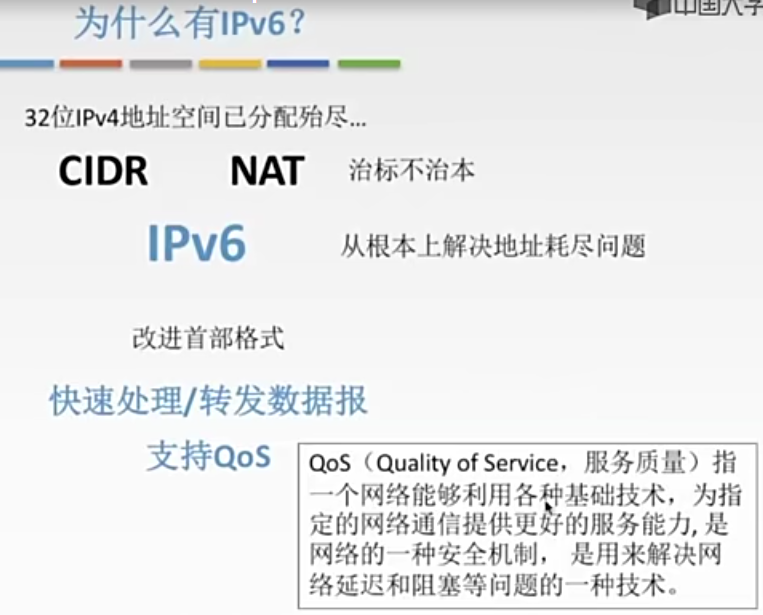 为什么有IPv6？
中国大学
32位IPv4地址空间已分配殆尽...
CIDR NAT 治标不治本
IPv6 从根本上解决地址耗尽问题
改进首部格式
快速处理/转发数据报
支持QoS
QoS（Quality of Service，服务质量）指
一个网络能够利用各种基础技术，为指
定的网络通信提供更好的服务能力, 是
网络的一种安全机制， 是用来解决网
络延迟和阻塞等问题的一种技术。